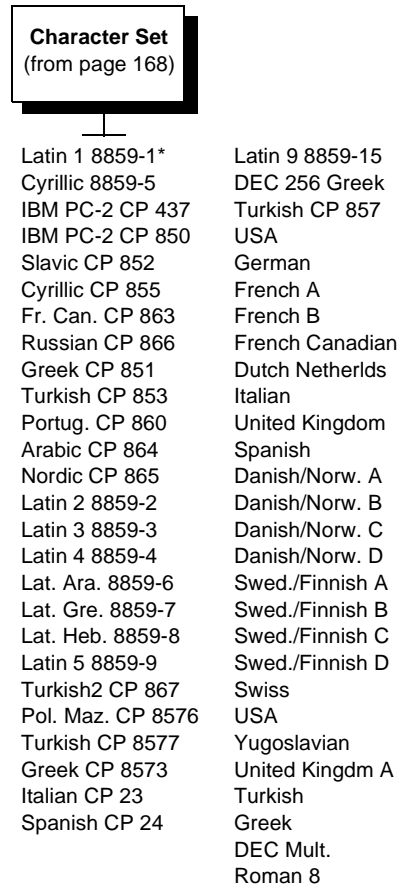 Character Set
(from page 168)
Latin 1 8859-1*
Cyrillic 8859-5
IBM PC-2 CP 437
IBM PC-2 CP 850
Slavic CP 852
Cyrillic CP 855
Fr. Can. CP 863
Russian CP 866
Greek CP 851
Turkish CP 853
Portug. CP 860
Arabic CP 864
Nordic CP 865
Latin 2 8859-2
Latin 3 8859-3
Latin 4 8859-4
Lat. Ara. 8859-6
Lat. Gre. 8859-7
Lat. Heb. 8859-8
Latin 5 8859-9
Turkish2 CP 867
Pol. Maz. CP 8576
Turkish CP 8577
Greek CP 8573
Italian CP 23
Spanish CP 24
Latin 9 8859-15
DEC 256 Greek
Turkish CP 857
USA
German
French A
French B
French Canadian
Dutch Netherlds
Italian
United Kingdom
Spanish
Danish/Norw. A
Danish/Norw. B
Danish/Norw. C
Danish/Norw. D
Swed./Finnish A
Swed./Finnish B
Swed./Finnish C
Swed./Finnish D
Swiss
USA
Yugoslavian
United Kingdm A
Turkish
Greek
DEC Mult.
Roman 8